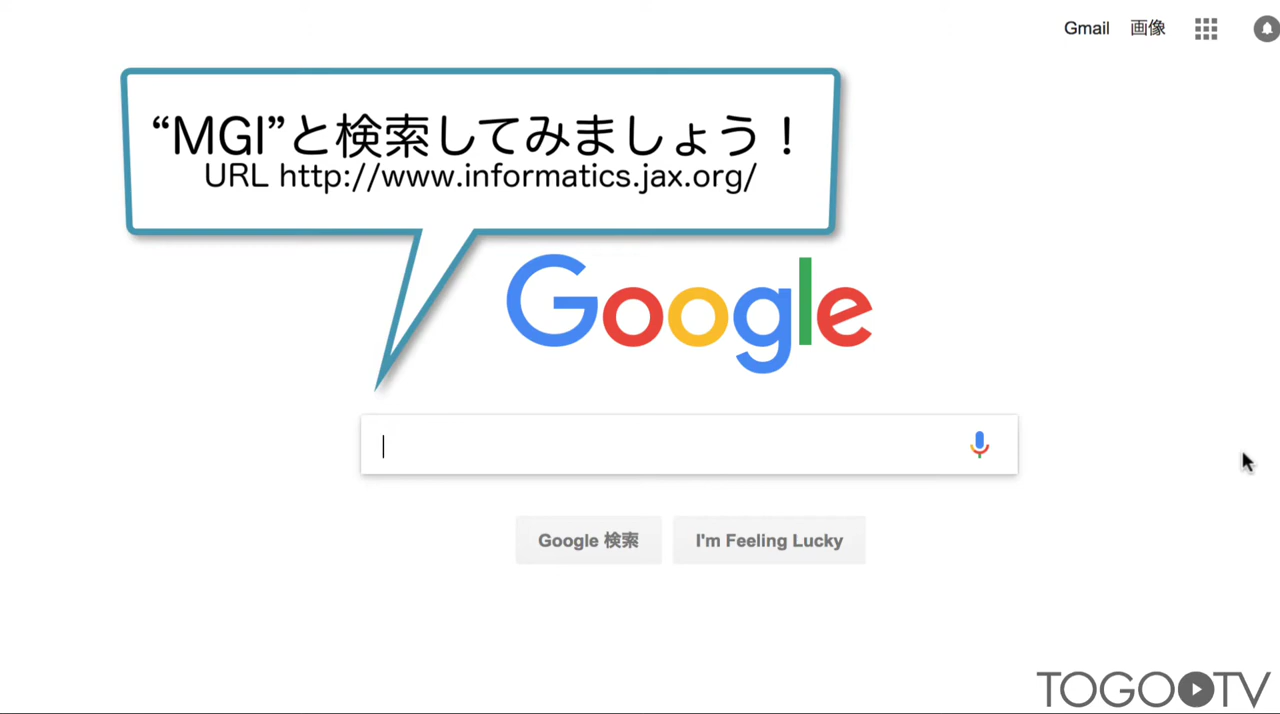 Gmail 画像
“MGI”と検索してみましょう！
URL http://www.informatics.jax.org/
Google
Google 検索 I'm Feeling Lucky
TOGOTV